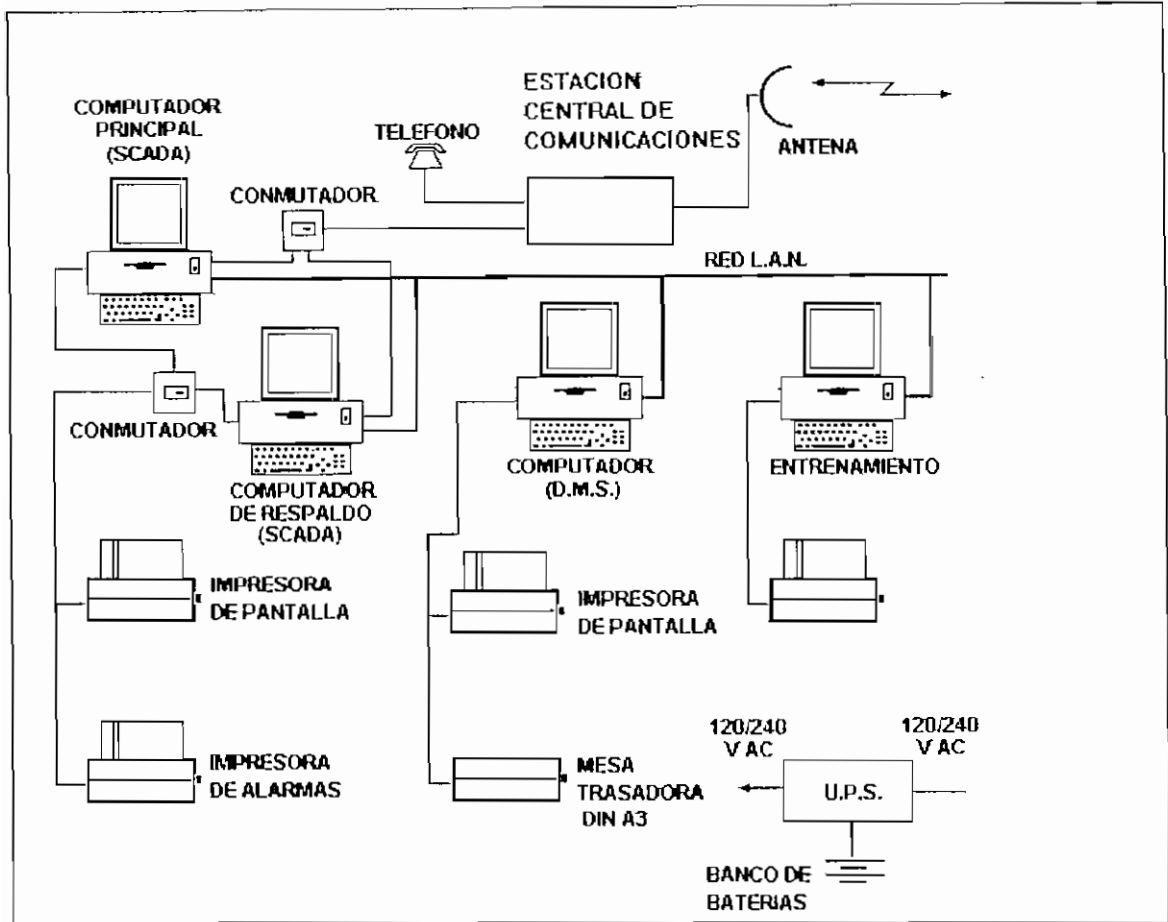 ESTACION
CENTRAL DE
COMUNICACIONES
COMPUTADOR
PRINCIPAL
(SCADA)
TELEFONO
ANTENA
CONMUTADOR
RED L.A.N.
CONMUTADOR
COMPUTADOR
DE RESPALDO
(SCADA)
COMPUTADOR
(D.M.S.)
ENTRENAMIENTO
IMPRESORA
DE PANTALLA
IMPRESORA
DE PANTALLA
IMPRESORA
DE ALARMAS
MESA
TRASADORA
DIN A3
120/240
V AC
120/240
V AC
U.P.S.
BANCO DE
BATERIAS